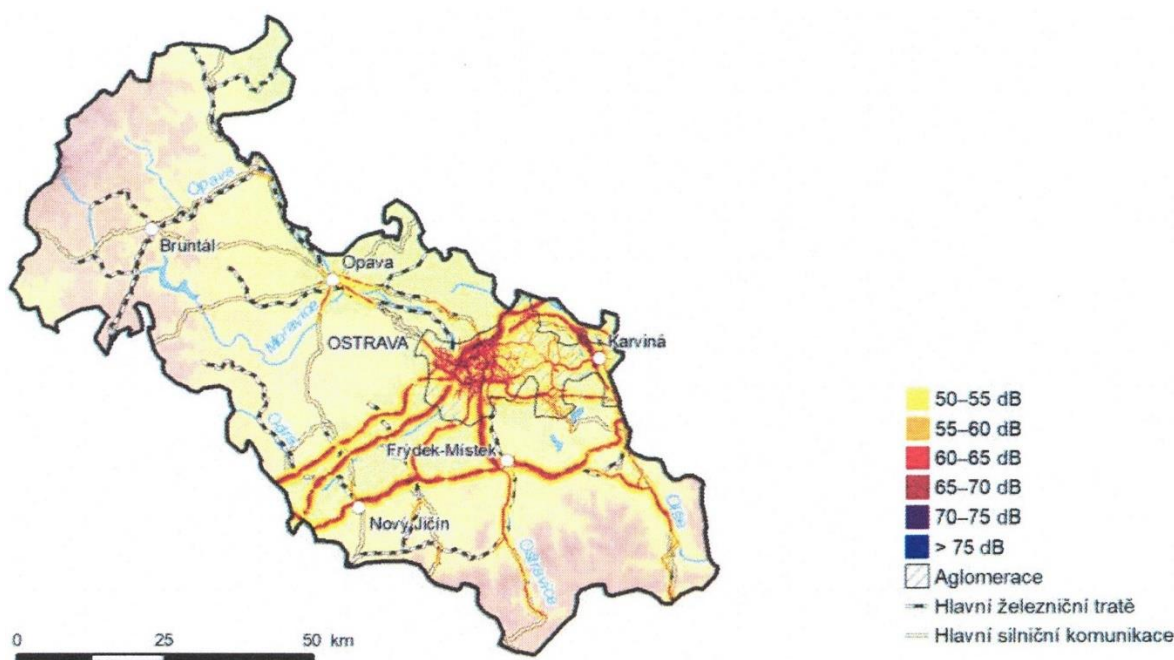 Opava
Bruntál
Opava
Moravice
OSTRAVA
Karviná
Odra
Frýdek-Místek
Nový Jičín
Olše
Ostravice
50–55 dB
55–60 dB
60–65 dB
65–70 dB
70–75 dB
> 75 dB
Aglomerace
Hlavní železniční tratě
Hlavní silniční komunikace
0 25 50 km